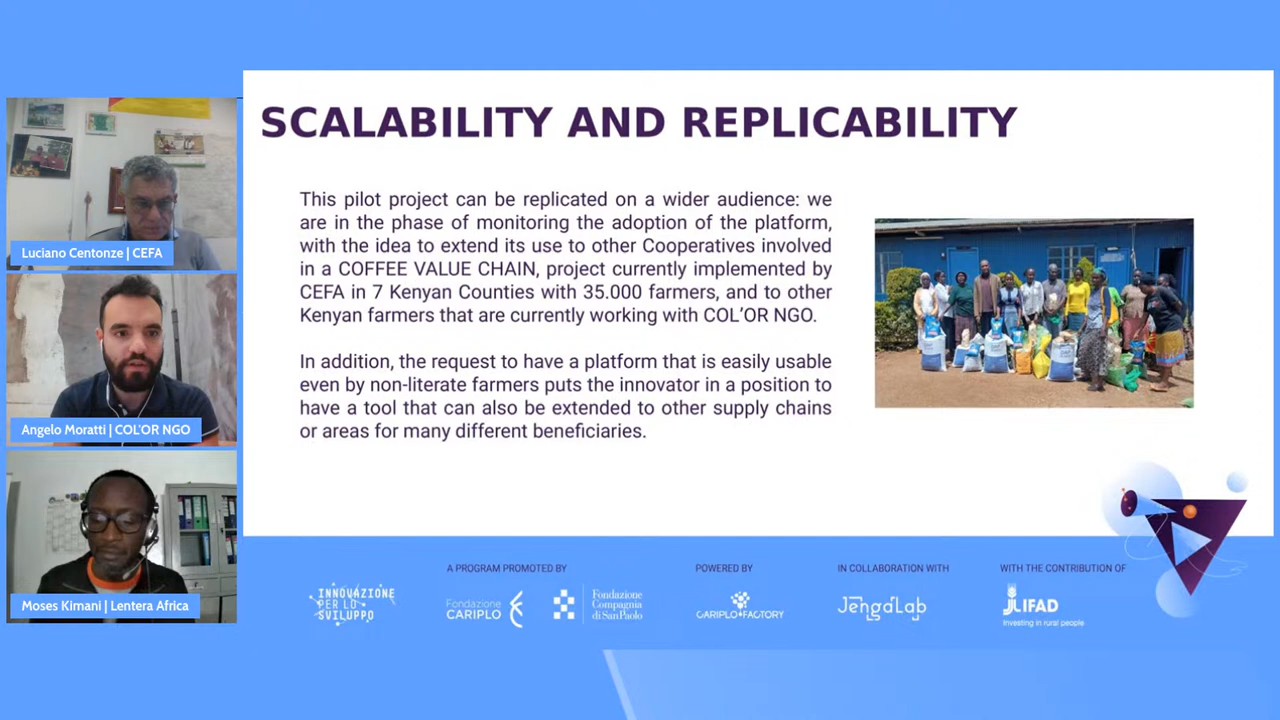 SCALABILITY AND REPLICABILITY
This pilot project can be replicated on a wider audience: we
are in the phase of monitoring the adoption of the platform,
with the idea to extend its use to other Cooperatives involved
in a COFFEE VALUE CHAIN, project currently implemented by
CEFA in 7 Kenyan Counties with 35.000 farmers, and to other
Kenyan farmers that are currently working with COL'OR NGO.
In addition, the request to have a platform that is easily usable
even by non-literate farmers puts the innovator in a position to
have a tool that can also be extended to other supply chains
or areas for many different beneficiaries.
Luciano Centonze | CEFA
Angelo Moratti | COL'OR NGO
Moses Kimani | Lentera Africa
A PROGRAM PROMOTED BY
POWERED BY
IN COLLABORATION WITH
WITH THE CONTRIBUTION OF
INNOVAZIONE
PER LO
SVILUPPO
Fondazione
CARIPLO
Fondazione
Compagnia
di SanPaolo
CARIPLO FACTORY
JengaLab
JLIFAD
Investing in rural people